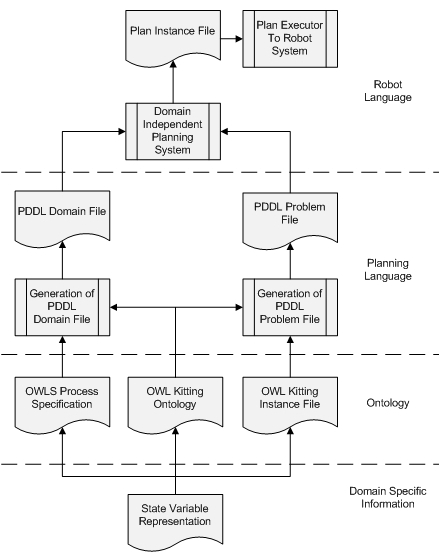 Plan Instance File
Plan Executor
To Robot
System
Robot
Language
Domain
Independent
Planning
System
PDDL Domain File
PDDL Problem
File
Planning
Language
Generation of
PDDL
Domain File
Generation of
PDDL
Problem File
OWLS Process
Specification
OWL Kitting
Ontology
OWL Kitting
Instance File
Ontology
Domain Specific
Information
State Variable
Representation